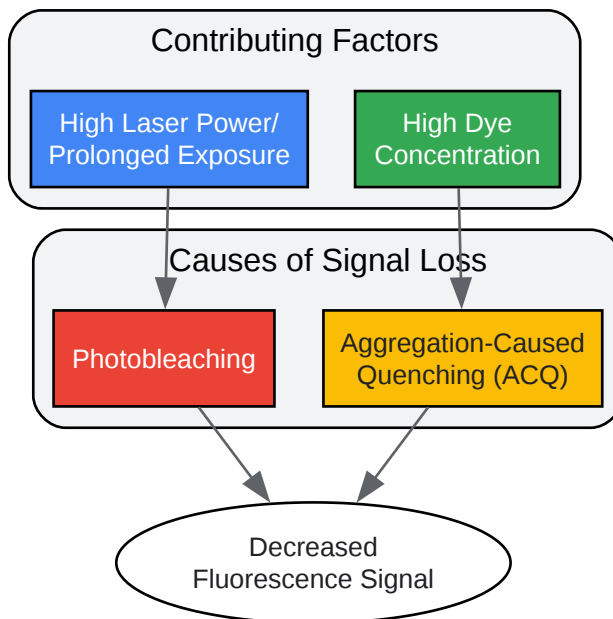 Contributing Factors
High Laser Power/
Prolonged Exposure
High Dye
Concentration
Causes of Signal Loss
Photobleaching
Aggregation-Caused
Quenching (ACQ)
Decreased
Fluorescence Signal